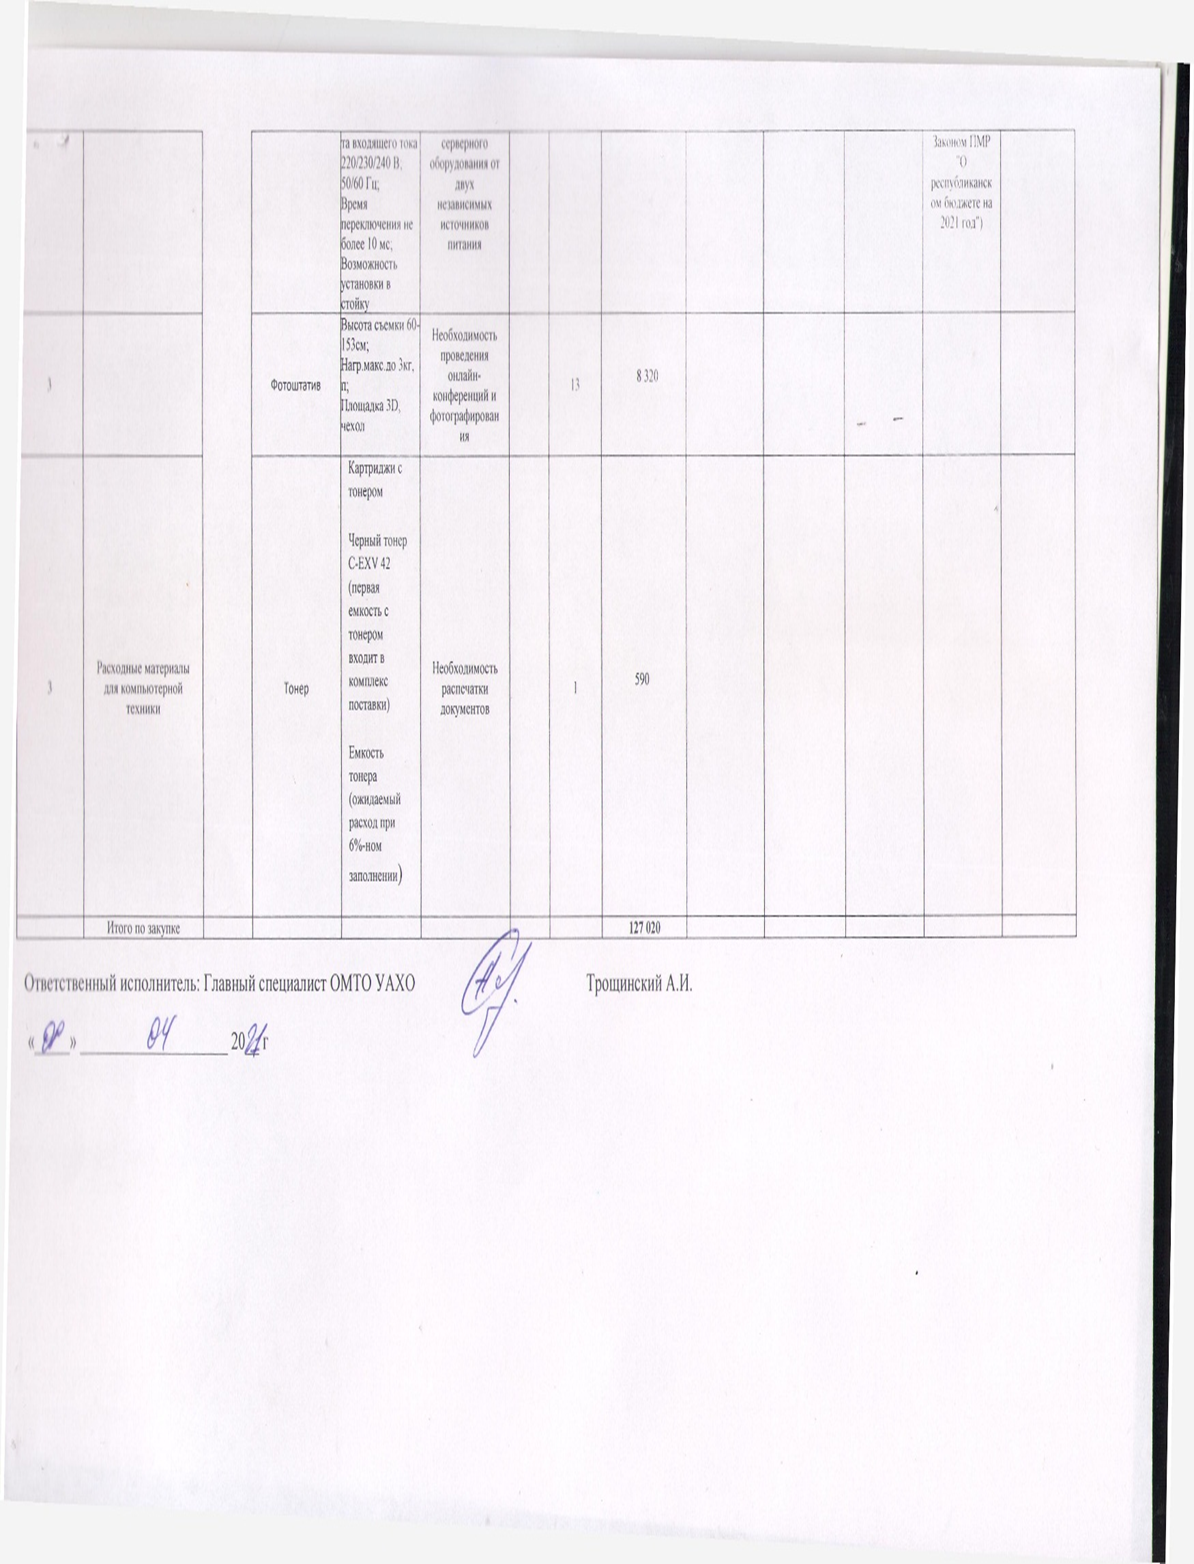 та входящего тока
220/230/240 В,
50/60 Гц;
Время
переключения не
более 10 мс,
Возможность
установки в
стойку
серверного
оборудования от
двух
независимых
источников
питания
Законом ПМР
"О
республиканск
ом бюджете на
2021 год")
3
Фотоштатив
Высота съемки 60-
153см;
Нагр.макс.до 3кг,
п;
Площадка 3D,
чехол
Необходимость
проведения
онлайн-
конференций и
фотографирован
ия
13
8 320
3
Расходные материалы
для компьютерной
техники
Тонер
Картриджи с
тонером
Черный тонер
C-EXV 42
(первая
емкость с
тонером
входит в
комплекс
поставки)
Емкость
тонера
(ожидаемый
расход при
6%-ном
заполнении)
Необходимость
распечатки
документов
1
590
Итого по закупке
127 020
Ответственный исполнитель: Главный специалист ОМТО УАХО
Трощинский А.И.
« » 04 2021г